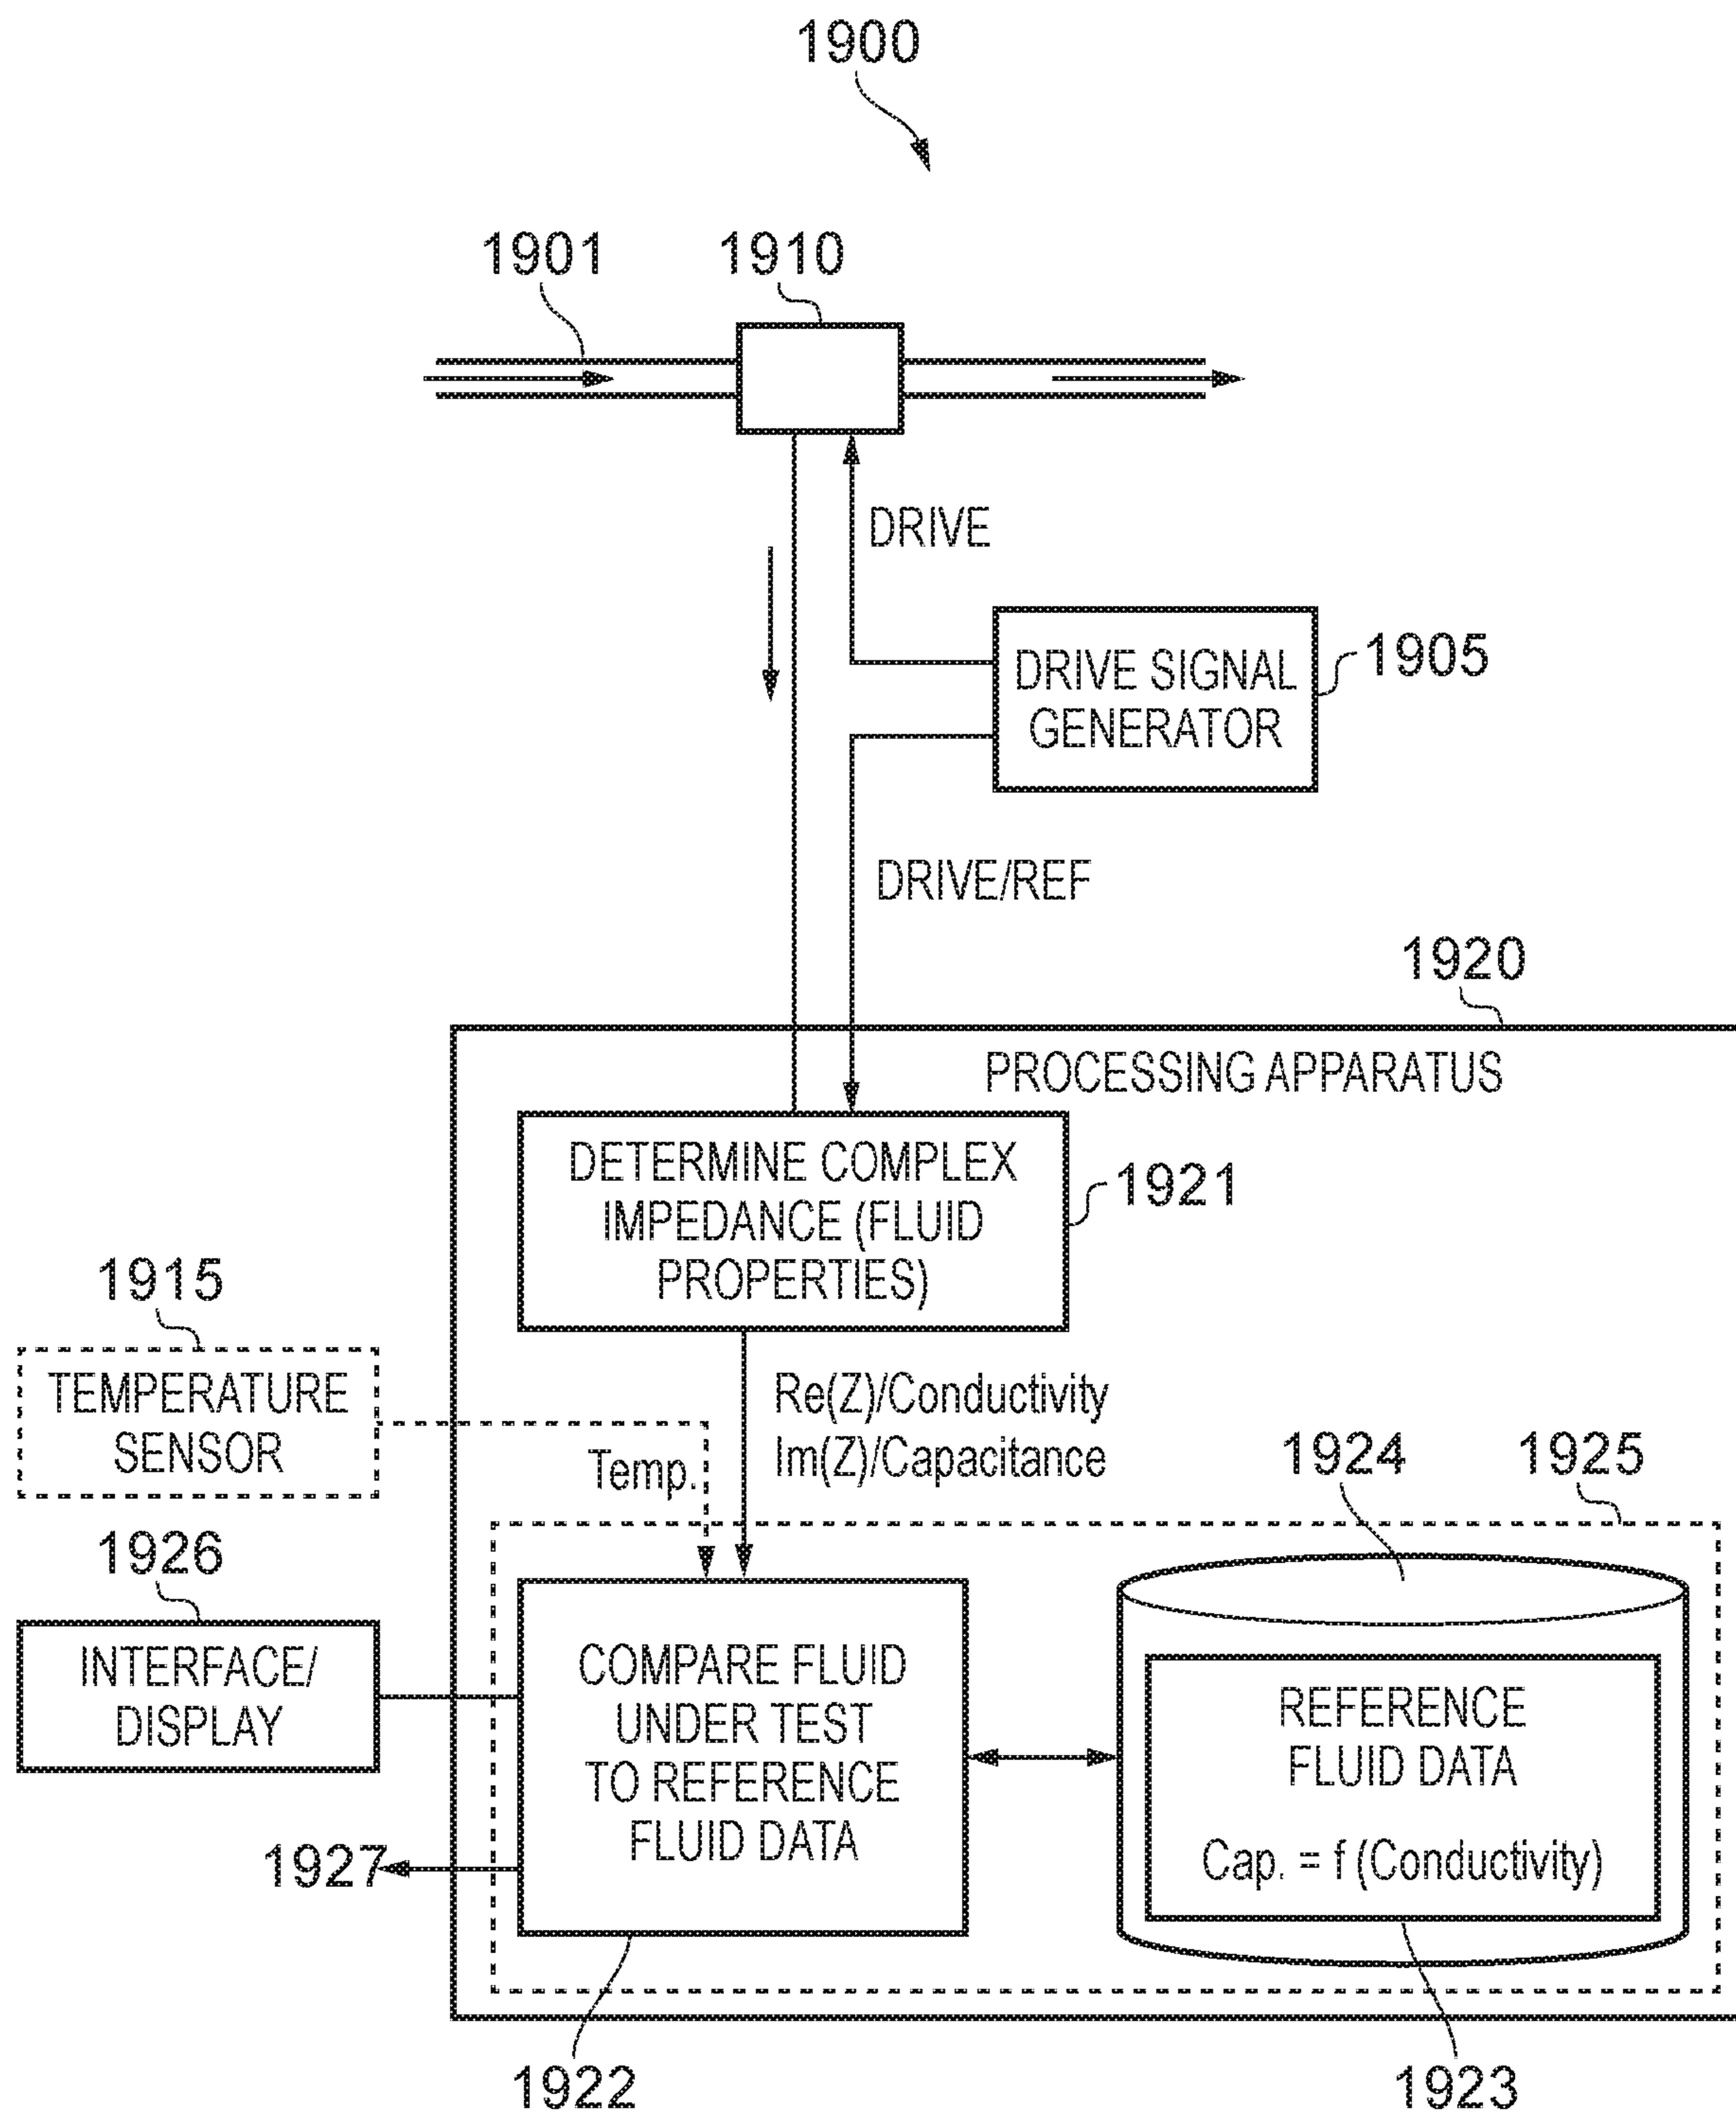 1900
1901
1910
DRIVE
DRIVE SIGNAL
GENERATOR
1905
DRIVE/REF
1920
PROCESSING APPARATUS
DETERMINE COMPLEX
IMPEDANCE (FLUID
PROPERTIES)
1921
1915
TEMPERATURE
SENSOR
Temp.
Re(Z)/Conductivity
Im(Z)/Capacitance
1924
1925
1926
INTERFACE/
DISPLAY
COMPARE FLUID
UNDER TEST
TO REFERENCE
FLUID DATA
REFERENCE
FLUID DATA
Cap. = f (Conductivity)
1927
1922
1923